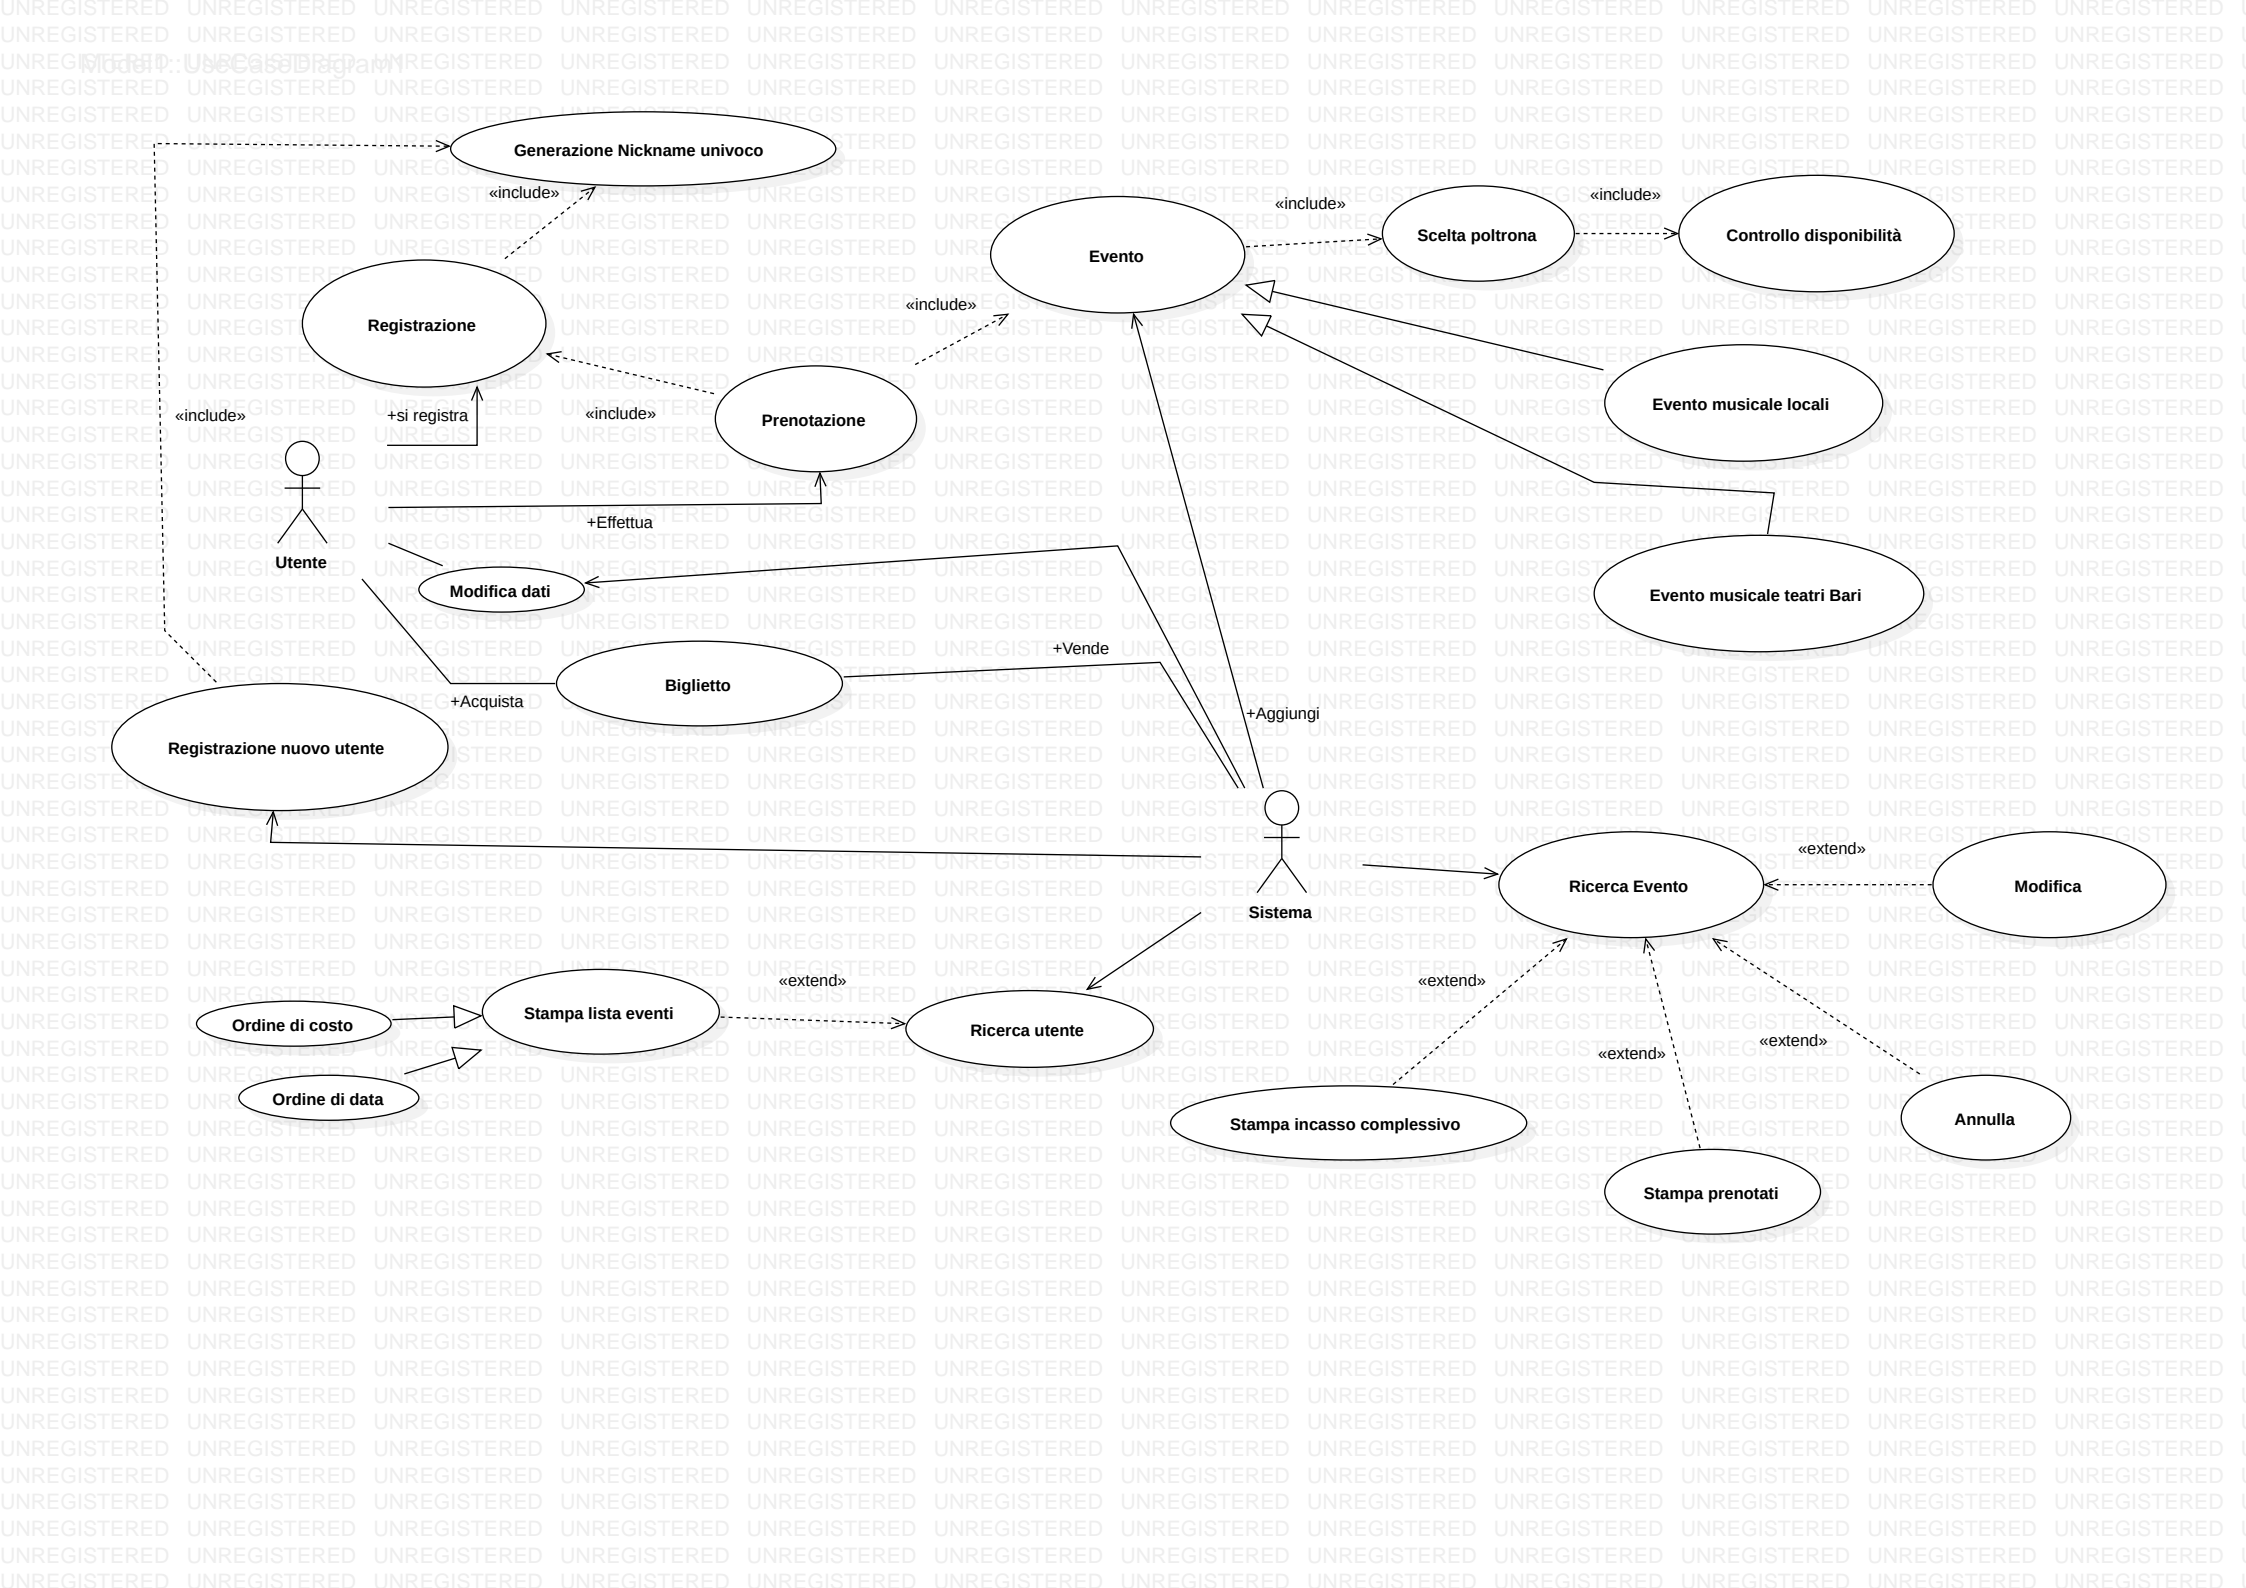 Model1::UseCaseDiagram1
Generazione Nickname univoco
«include»
«include»
«include»
Scelta poltrona
Controllo disponibilità
Evento
«include»
Registrazione
«include»
«include»
+si registra
Prenotazione
Evento musicale locali
+Effettua
Utente
Modifica dati
Evento musicale teatri Bari
+Vende
Biglietto
+Acquista
+Aggiungi
Registrazione nuovo utente
«extend»
Ricerca Evento
Modifica
Sistema
«extend»
«extend»
Stampa lista eventi
Ordine di costo
Ricerca utente
«extend»
«extend»
Ordine di data
Stampa incasso complessivo
Annulla
Stampa prenotati
UNREGISTERED